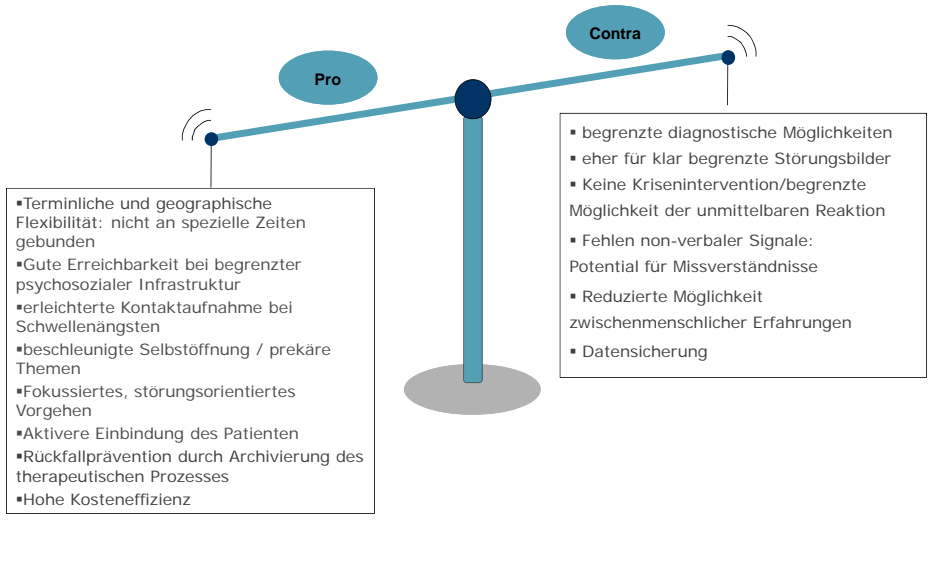 Contra
Pro
▪Terminliche und geographische
Flexibilität: nicht an spezielle Zeiten
gebunden
▪Gute Erreichbarkeit bei begrenzter
psychosozialer Infrastruktur
▪erleichterte Kontaktaufnahme bei
Schwellenängsten
▪beschleunigte Selbstöffnung / prekäre
Themen
▪Fokussiertes, störungsorientiertes
Vorgehen
▪Aktivere Einbindung des Patienten
▪Rückfallprävention durch Archivierung des
therapeutischen Prozesses
▪Hohe Kosteneffizienz
▪ begrenzte diagnostische Möglichkeiten
▪ eher für klar begrenzte Störungsbilder
▪ Keine Krisenintervention/begrenzte
Möglichkeit der unmittelbaren Reaktion
▪ Fehlen non-verbaler Signale:
Potential für Missverständnisse
▪ Reduzierte Möglichkeit
zwischenmenschlicher Erfahrungen
▪ Datensicherung